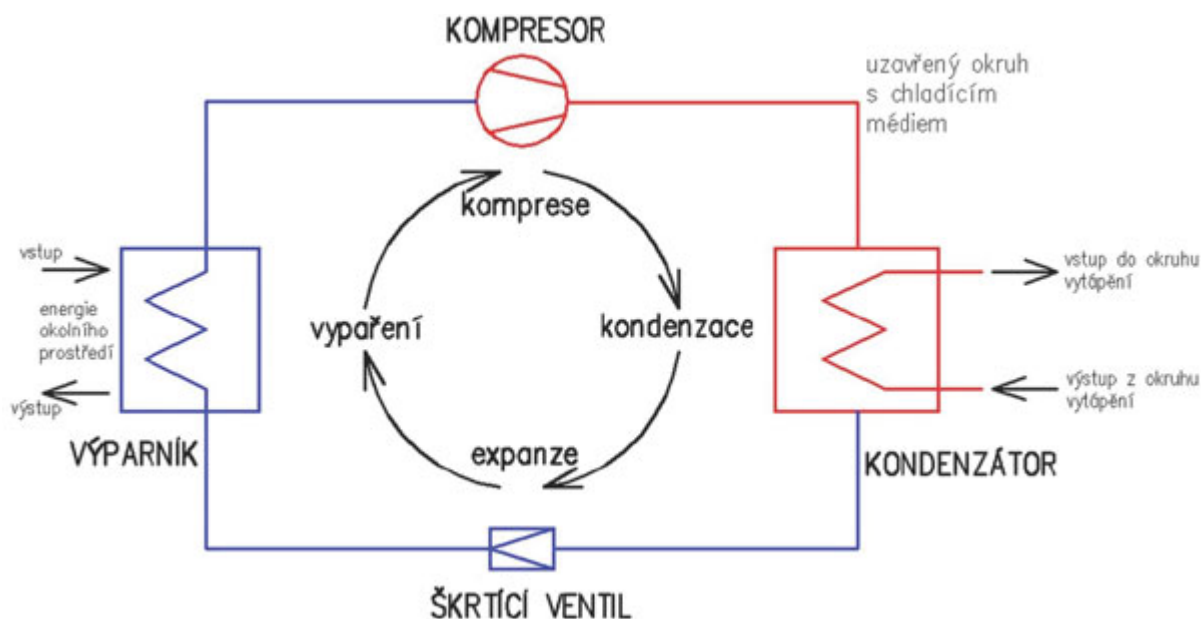 KOMPRESOR
uzavřený okruh
s chladícím
médiem
komprese
vstup
energie
okolního
prostředí
výstup
vypaření
kondenzace
vstup do okruhu
vytápění
výstup z okruhu
vytápění
VÝPARNÍK
expanze
KONDENZÁTOR
ŠKRTÍCÍ VENTIL